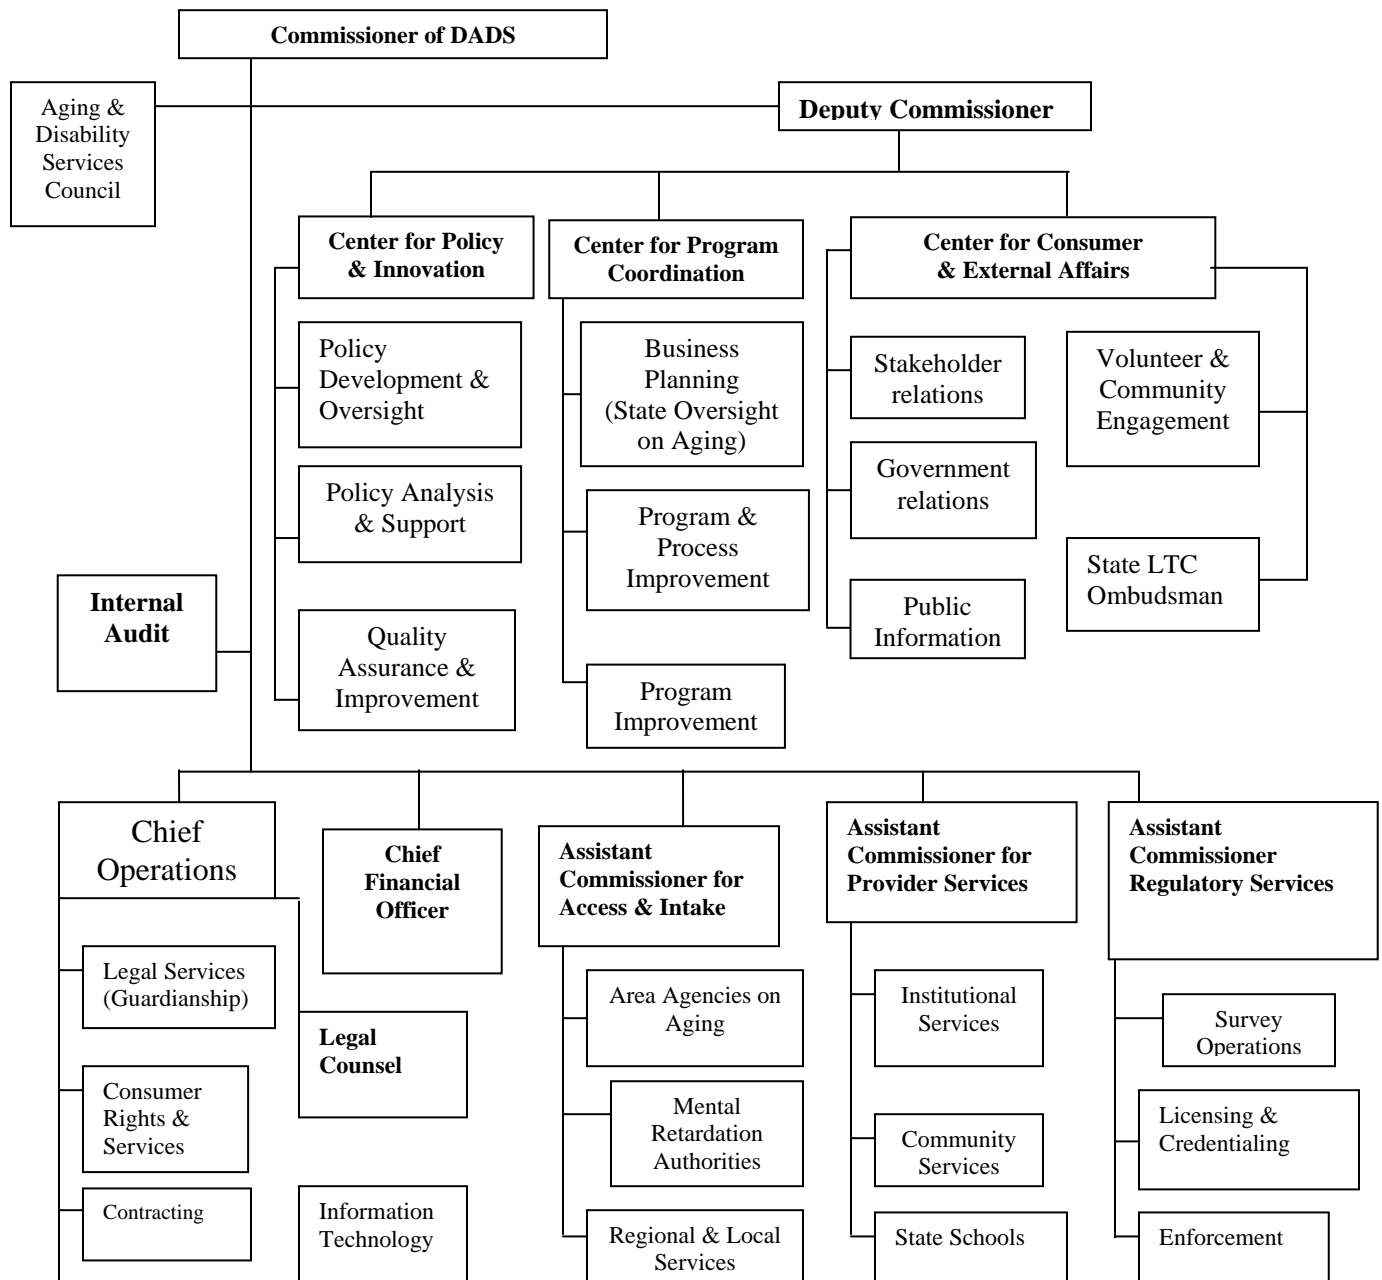 Commissioner of DADS
Aging &
Disability
Services
Council
Deputy Commissioner
Center for Policy
& Innovation
Center for Program
Coordination
Center for Consumer
& External Affairs
Policy
Development &
Oversight
Business
Planning
(State Oversight
on Aging)
Stakeholder
relations
Volunteer &
Community
Engagement
Policy Analysis
& Support
Program &
Process
Improvement
Government
relations
State LTC
Ombudsman
Internal
Audit
Quality
Assurance &
Improvement
Program
Improvement
Public
Information
Chief
Operations
Chief
Financial
Officer
Assistant
Commissioner for
Access & Intake
Assistant
Commissioner for
Provider Services
Assistant
Commissioner
Regulatory Services
Legal Services
(Guardianship)
Legal
Counsel
Area Agencies on
Aging
Institutional
Services
Survey
Operations
Consumer
Rights &
Services
Mental
Retardation
Authorities
Community
Services
Licensing &
Credentialing
Contracting
Information
Technology
Regional & Local
Services
State Schools
Enforcement